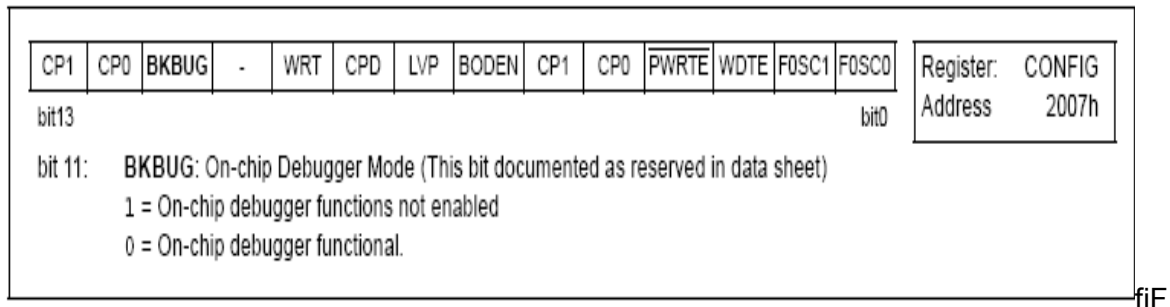 CP1 CP0 BKBUG - WRT CPD LVP BODEN CP1 CP0 PWRTE WDTE F0SC1 F0SC0
Register: CONFIG
Address 2007h
bit13 bit0
bit 11: BKBUG: On-chip Debugger Mode (This bit documented as reserved in data sheet)
1 = On-chip debugger functions not enabled
0 = On-chip debugger functional.